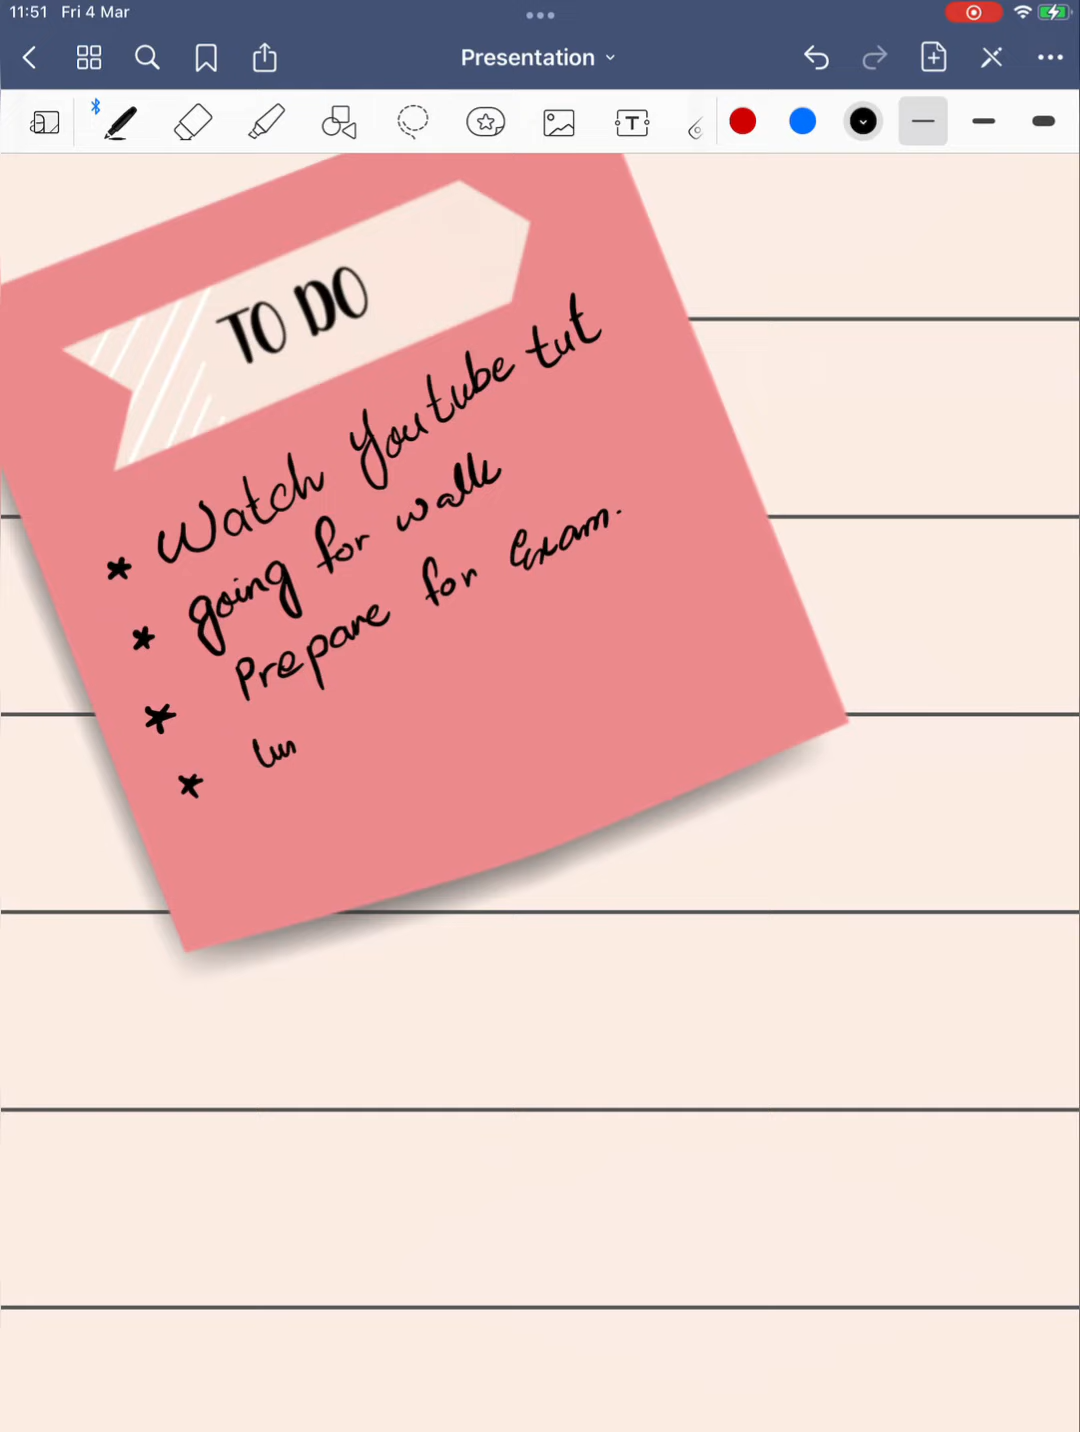 11:51 Fri 4 Mar
Presentation
T
TO DO
* Watch Youtube tut
* going for walk
* Prepare for Exam.
*